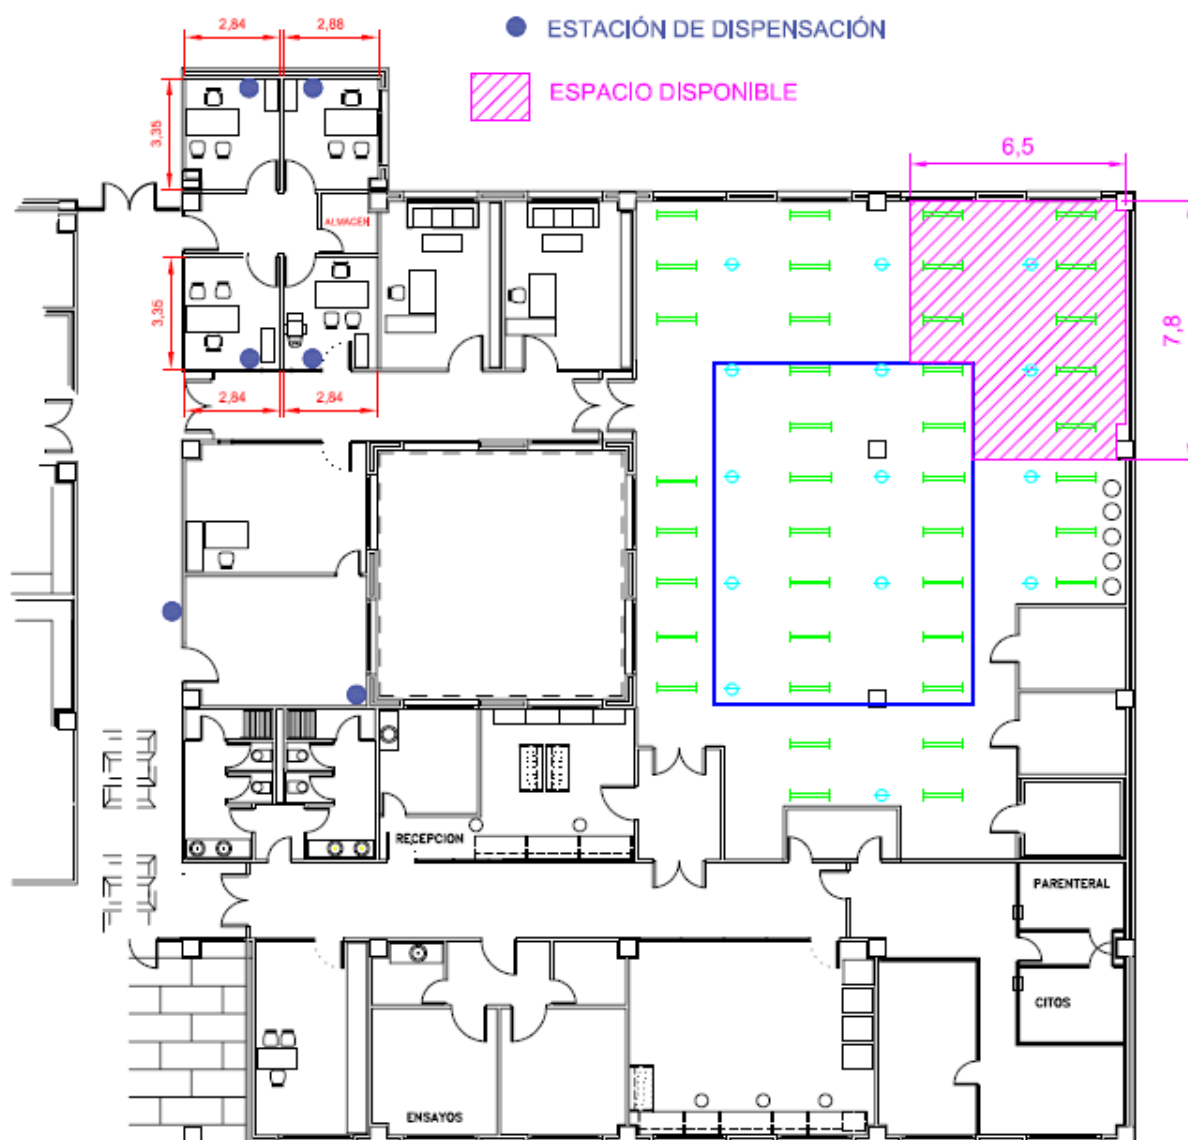 ESTACIÓN DE DISPENSACIÓN
ESPACIO DISPONIBLE
2,84
2,88
3,35
6,5
ALMACÉN
3,35
7,8
2,84
2,84
RECEPCION
PARENTERAL
CITOS
ENSAYOS